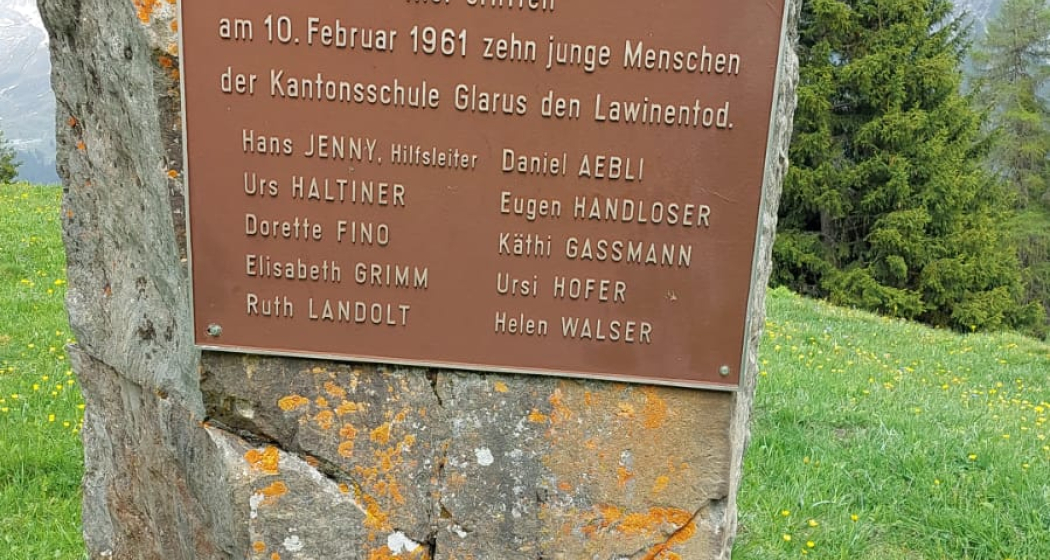 am 10. Februar 1961 zehn junge Menschen
der Kantonsschule Glarus den Lawinentod.
Hans JENNY, Hilfsleiter
Urs HALTINER
Dorette FINO
Elisabeth GRIMM
Ruth LANDOLT
Daniel AEBLI
Eugen HANDLOSER
Käthi GASSMANN
Ursi HOFER
Helen WALSER